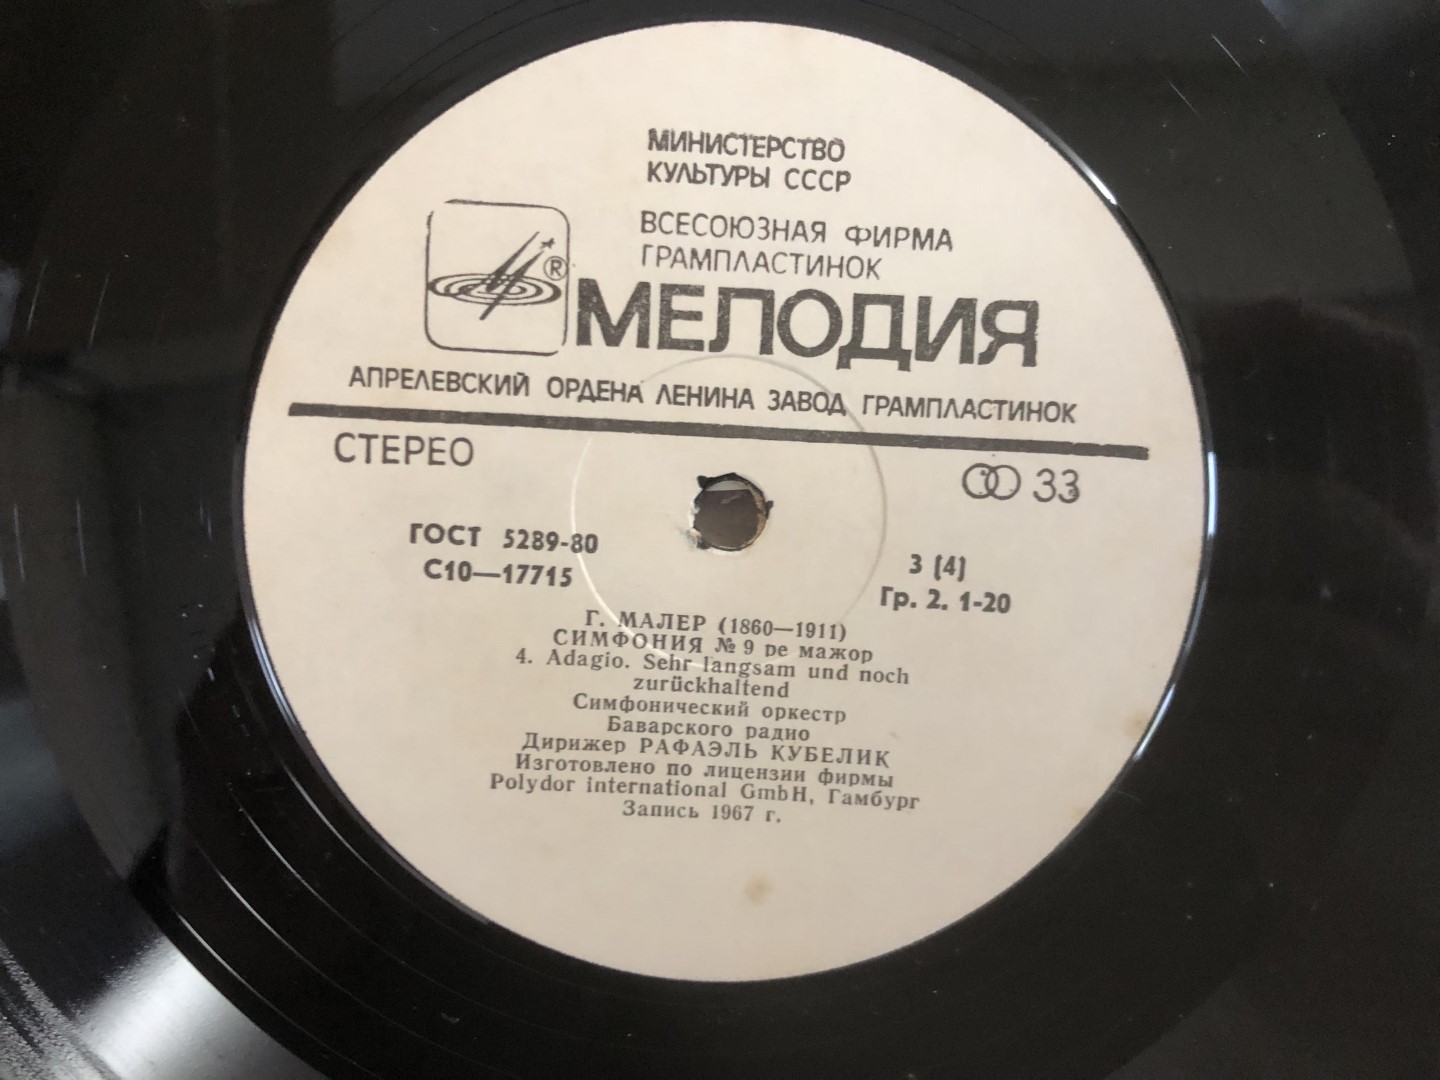 МИНИСТЕРСТВО
КУЛЬТУРЫ СССР
ВСЕСОЮЗНАЯ ФИРМА
ГРАМПЛАСТИНОК
®
МЕЛОДИЯ
АПРЕЛЕВСКИЙ ОРДЕНА ЛЕНИНА ЗАВОД ГРАМПЛАСТИНОК
СТЕРЕО
33
ГОСТ 5289-80
С10—17715
3 (4)
Гр. 2. 1-20
Г. МАЛЕР (1860—1911)
СИМФОНИЯ № 9 ре мажор
4. Adagio. Sehr langsam und noch
zurückhaltend
Симфонический оркестр
Баварского радио
Дирижер РАФАЭЛЬ КУБЕЛИК
Изготовлено по лицензии фирмы
Polydor international GmbH, Гамбург
Запись 1967 г.